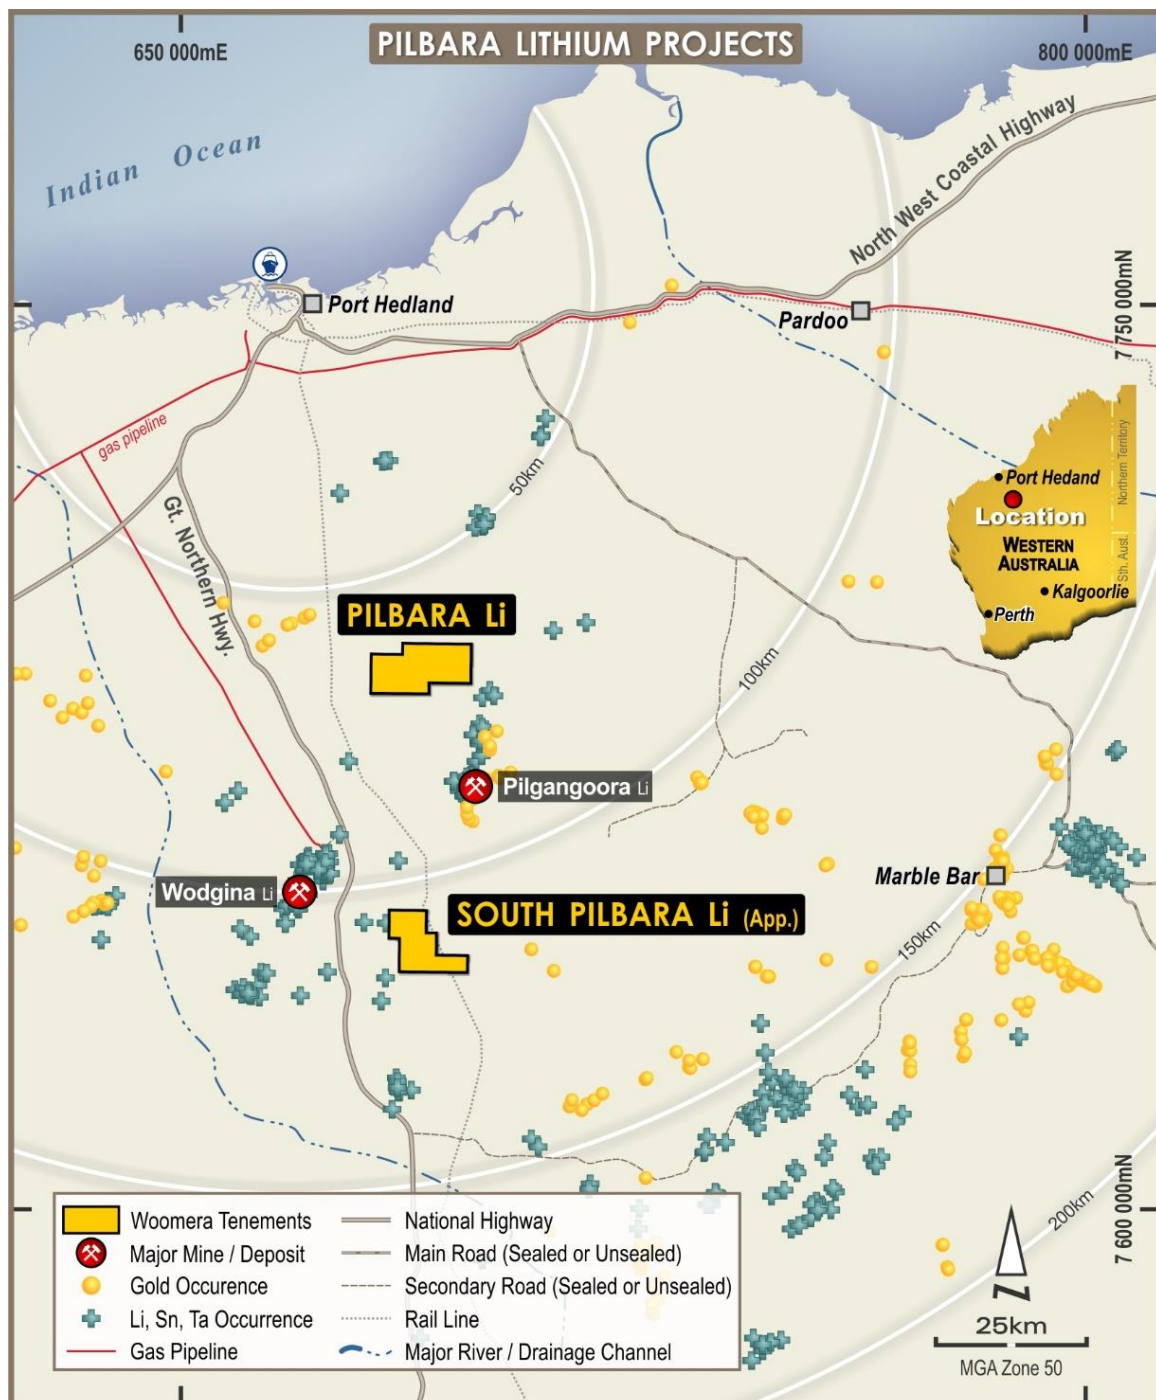 PILBARA LITHIUM PROJECTS
650 000mE
800 000mE
Indian Ocean
North West Coastal Highway
Port Hedland
Pardoo
7 750 000mN
gas pipeline
50km
Gt. Northern Hwy.
Port Hedand
Location
WESTERN
AUSTRALIA
Kalgoorlie
Perth
Northern Territory
Sth. Aust.
PILBARA Li
100km
Pilgangoora Li
Marble Bar
Wodgina Li
SOUTH PILBARA Li (App.)
150km
200km
7 600 000mN
Woomera Tenements
Major Mine / Deposit
Gold Occurence
Li, Sn, Ta Occurrence
Gas Pipeline
National Highway
Main Road (Sealed or Unsealed)
Secondary Road (Sealed or Unsealed)
Rail Line
Major River / Drainage Channel
N
25km
MGA Zone 50